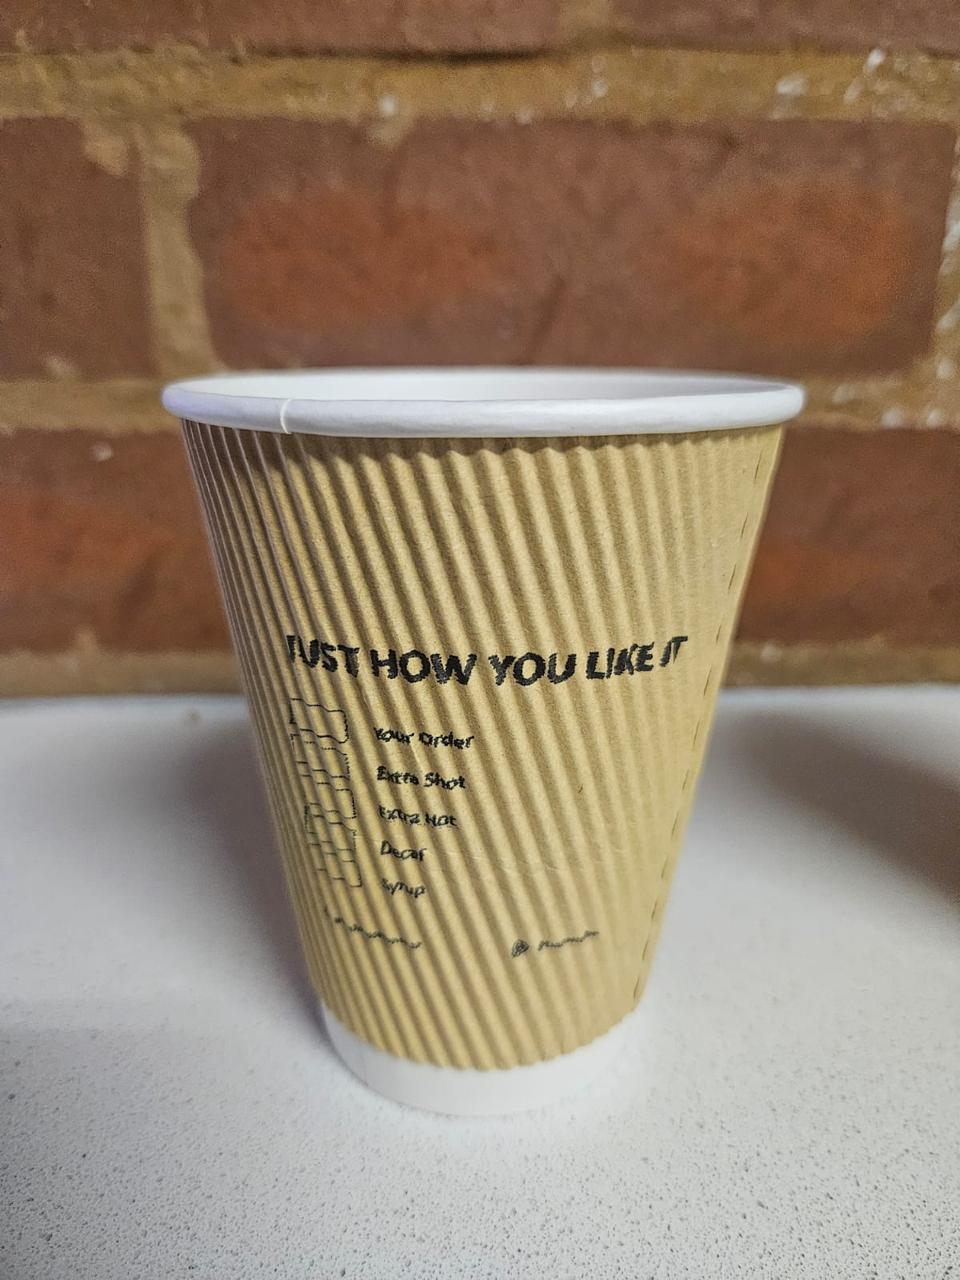 JUST HOW YOU LIKE IT
Your Order
Extra Shot
Extra Hot
Decaf
Syrup